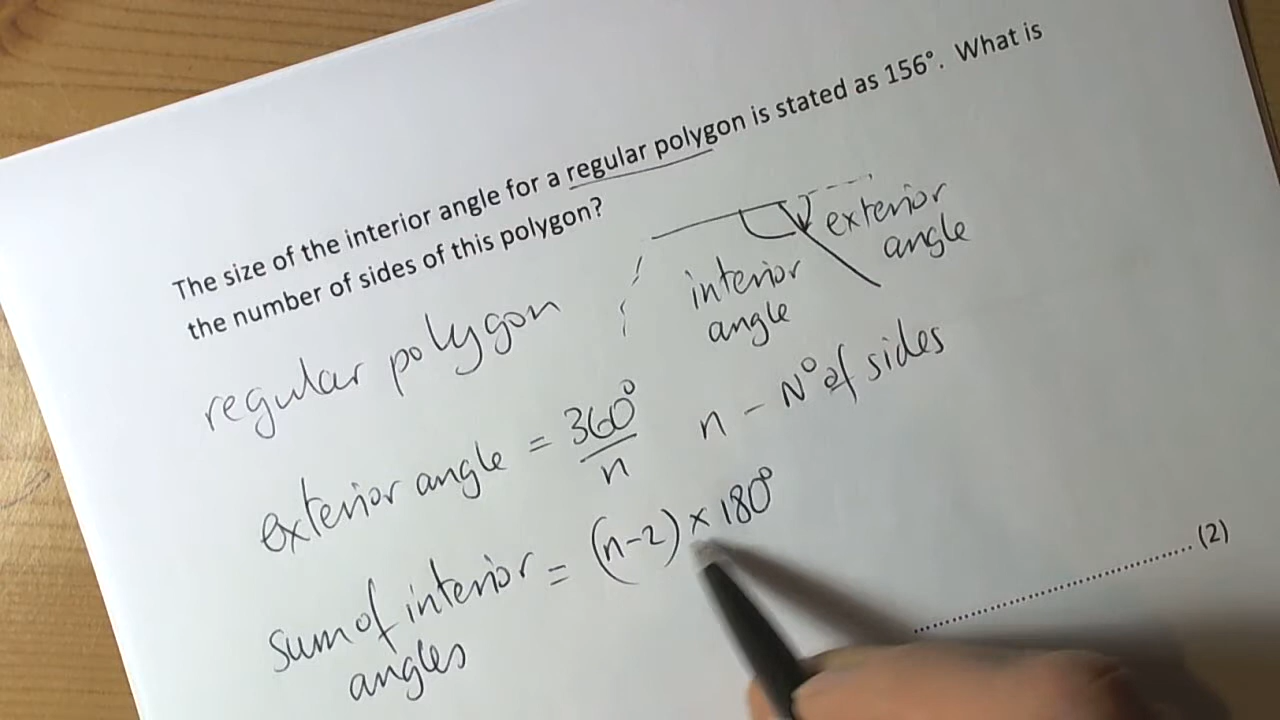 The size of the interior angle for a regular polygon is stated as 156°. What is
the number of sides of this polygon?
exterior
angle
interior
angle
regular polygon
n - Nº of sides
exterior angle = 360°/n
sum of interior = (n-2) × 180°
angles
(2)